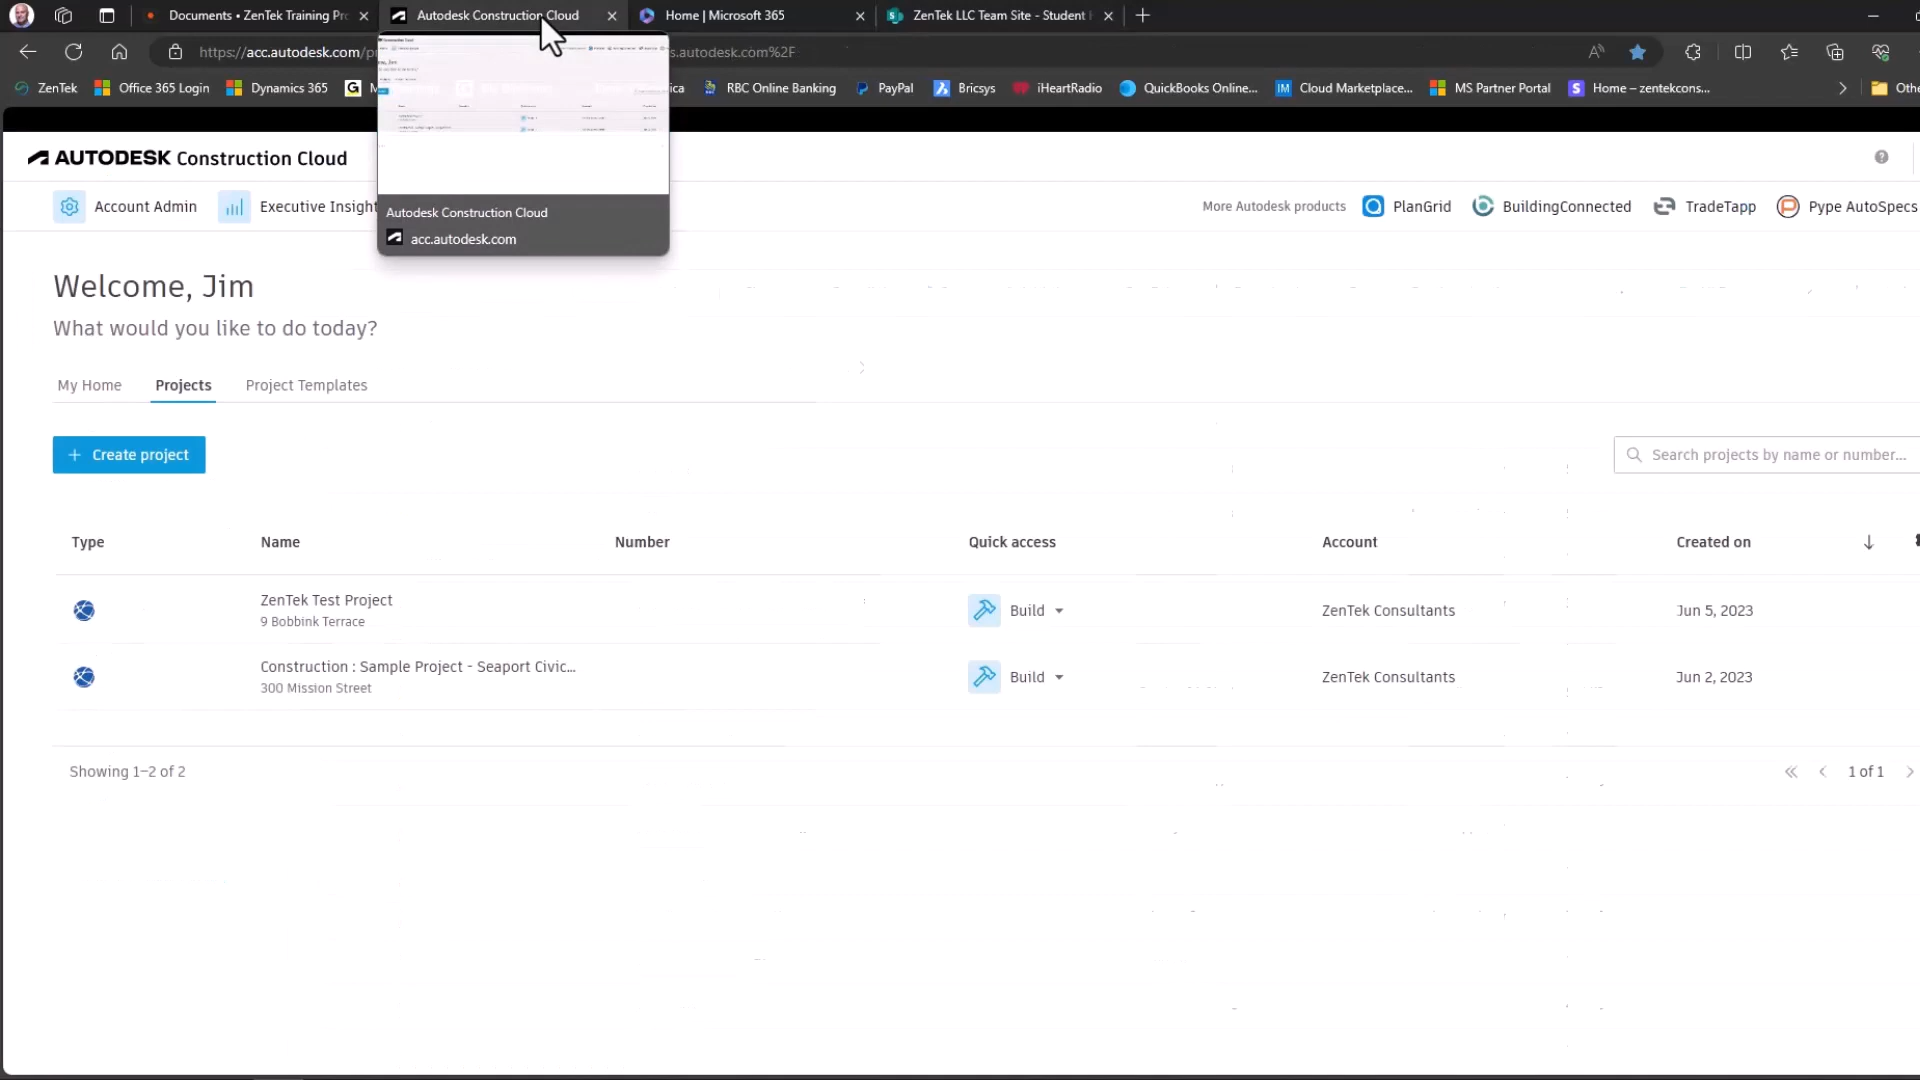 Documents • ZenTek Training Pr
Autodesk Construction Cloud
Home | Microsoft 365
ZenTek LLC Team Site - Student
https://acc.autodesk.com/p
s.autodesk.com%2F
ZenTek
Office 365 Login
Dynamics 365
RBC Online Banking
PayPal
Bricsys
iHeartRadio
QuickBooks Online...
Cloud Marketplace...
MS Partner Portal
Home – zentekcons...
Othe
AUTODESK Construction Cloud
Autodesk Construction Cloud
acc.autodesk.com
Account Admin
Executive Insight
More Autodesk products
PlanGrid
BuildingConnected
TradeTapp
Pype AutoSpecs
Welcome, Jim
What would you like to do today?
My Home
Projects
Project Templates
+ Create project
Search projects by name or number...
Type
Name
Number
Quick access
Account
Created on
ZenTek Test Project
9 Bobbink Terrace
Build
ZenTek Consultants
Jun 5, 2023
Construction : Sample Project - Seaport Civic...
300 Mission Street
Build
ZenTek Consultants
Jun 2, 2023
Showing 1–2 of 2
1 of 1